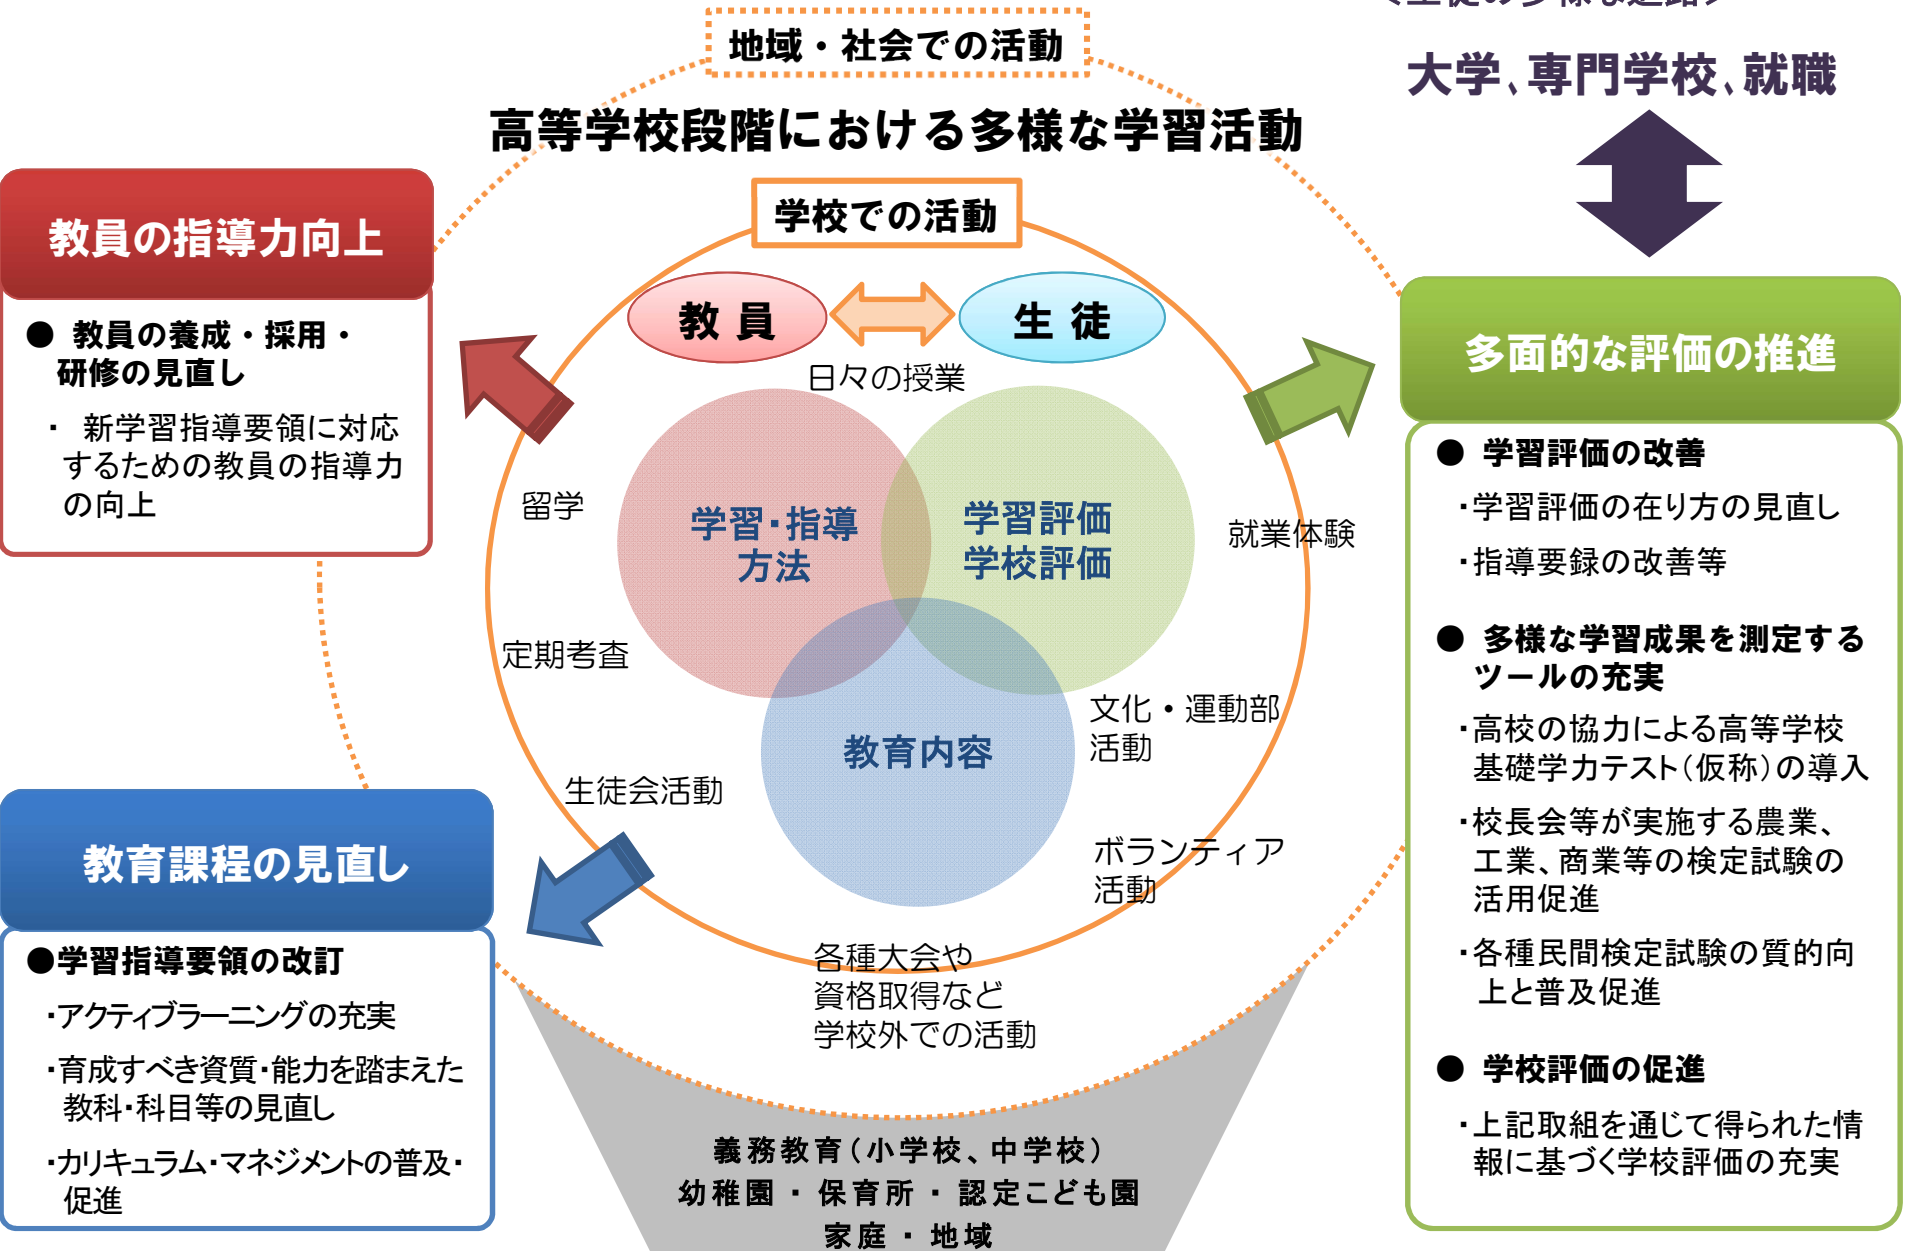 地域・社会での活動
大学、専門学校、就職
高等学校段階における多様な学習活動
学校での活動
教員の指導力向上
● 教員の養成・採用・
研修の見直し
・ 新学習指導要領に対応
するための教員の指導力
の向上
教 員
生 徒
日々の授業
学習・指導
方法
学習評価
学校評価
教育内容
留学
定期考査
生徒会活動
就業体験
文化・運動部
活動
ボランティア
活動
各種大会や
資格取得など
学校外での活動
多面的な評価の推進
● 学習評価の改善
・学習評価の在り方の見直し
・指導要録の改善等
● 多様な学習成果を測定する
ツールの充実
・高校の協力による高等学校
基礎学力テスト(仮称)の導入
・校長会等が実施する農業、
工業、商業等の検定試験の
活用促進
・各種民間検定試験の質的向
上と普及促進
● 学校評価の促進
・上記取組を通じて得られた情
報に基づく学校評価の充実
教育課程の見直し
●学習指導要領の改訂
・アクティブラーニングの充実
・育成すべき資質・能力を踏まえた
教科・科目等の見直し
・カリキュラム・マネジメントの普及・
促進
義務教育(小学校、中学校)
幼稚園 ・ 保育所 ・ 認定こども園
家庭 ・ 地域